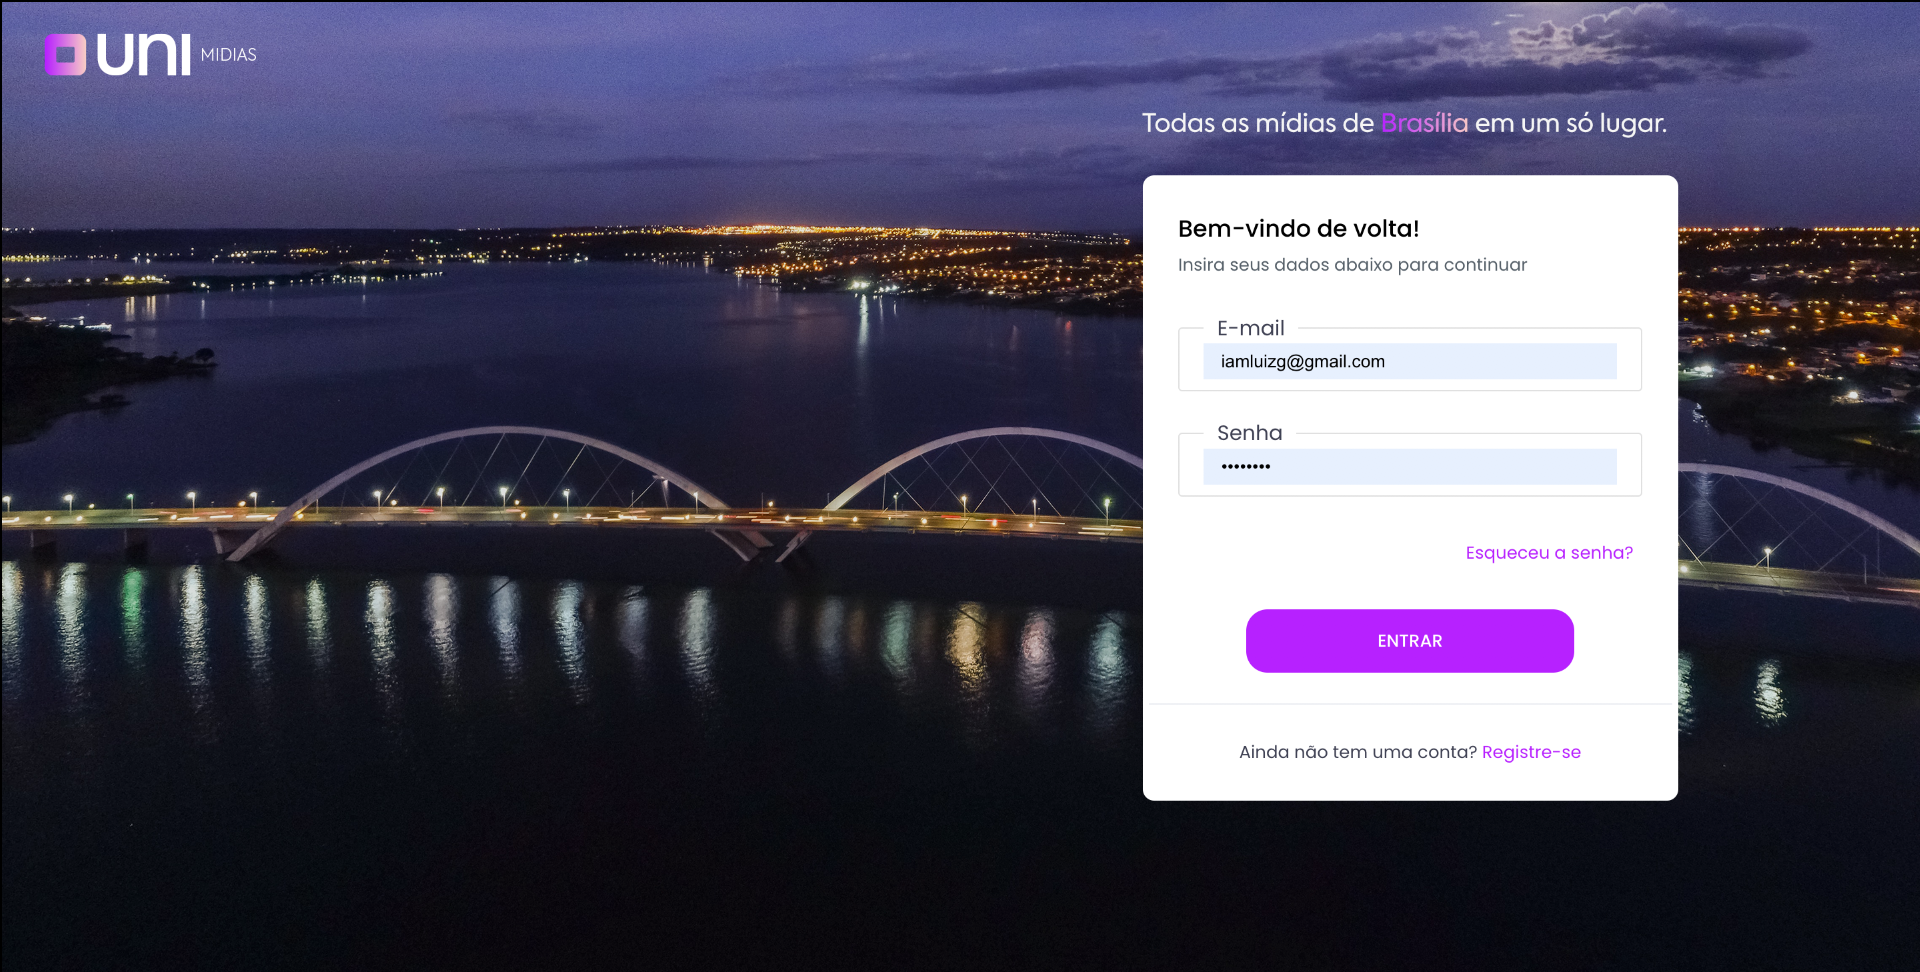 UNI MIDIAS
Todas as mídias de Brasília em um só lugar.
Bem-vindo de volta!
Insira seus dados abaixo para continuar
E-mail
iamluizg@gmail.com
Senha
••••••••
Esqueceu a senha?
ENTRAR
Ainda não tem uma conta? Registre-se